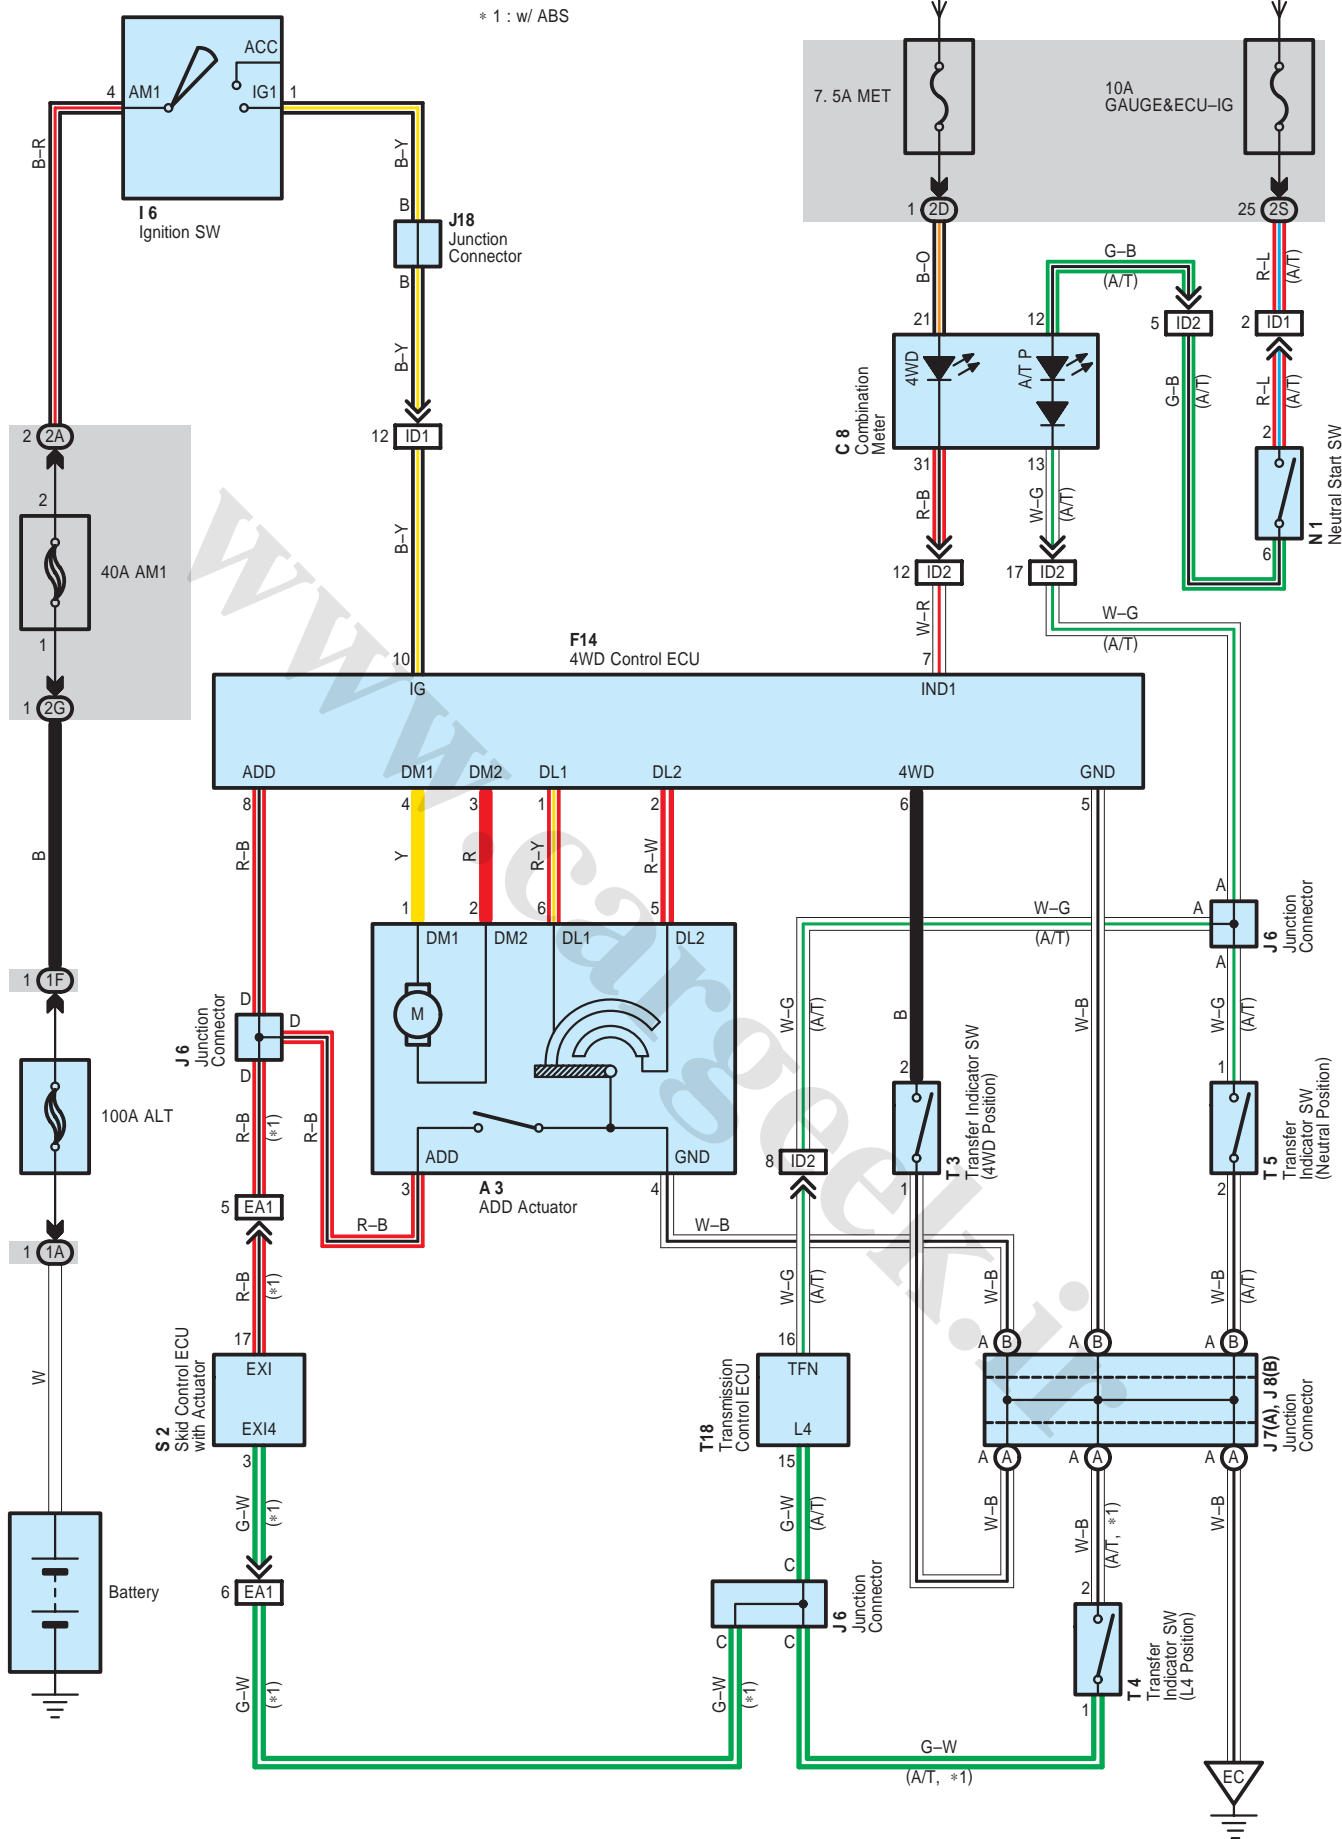 ∗ 1 : w/ ABS
ACC
4
AM1
IG1
1
B–R
B–Y
I 6
Ignition SW
B
J18
Junction
Connector
B
B–Y
12
ID1
B–Y
2
2A
2
40A AM1
1
1
2G
B
1
1F
100A ALT
1
1A
W
Battery
7. 5A MET
10A
GAUGE&ECU–IG
1
2D
25
2S
B–O
G–B
(A/T)
R–L
(A/T)
5
ID2
2
ID1
21
12
4WD
A/T P
C 8
Combination
Meter
G–B
(A/T)
R–L
(A/T)
2
6
N 1
Neutral Start SW
31
13
R–B
W–G
(A/T)
12
ID2
17
ID2
W–R
W–G
(A/T)
F14
4WD Control ECU
10
7
IG
IND1
ADD
DM1
DM2
DL1
DL2
4WD
GND
8
4
3
1
2
6
5
R–B
Y
R
R–Y
R–W
1
2
6
5
DM1
DM2
DL1
DL2
M
ADD
GND
3
4
A 3
ADD Actuator
D
D
D
J 6
Junction
Connector
R–B
(∗1)
R–B
5
EA1
R–B
W–B
R–B
(∗1)
17
EXI
EXI4
S 2
Skid Control ECU
with Actuator
3
G–W
(∗1)
6
EA1
G–W
(∗1)
W–G
(A/T)
A
A
A
J 6
Junction
Connector
W–G
(A/T)
B
W–B
W–G
(A/T)
2
1
T 3
Transfer Indicator SW
(4WD Position)
1
2
T 5
Transfer
Indicator SW
(Neutral Position)
8
ID2
W–G
(A/T)
W–B
W–B
(A/T)
16
TFN
L4
T18
Transmission
Control ECU
15
G–W
(A/T)
A
B
A
B
A
B
J 7(A), J 8(B)
Junction
Connector
A
A
A
A
A
A
W–B
W–B
(A/T, ∗1)
W–B
C
C
C
J 6
Junction
Connector
G–W
(∗1)
2
1
T 4
Transfer
Indicator SW
(L4 Position)
G–W
(A/T, ∗1)
EC
www.cargeek.ir